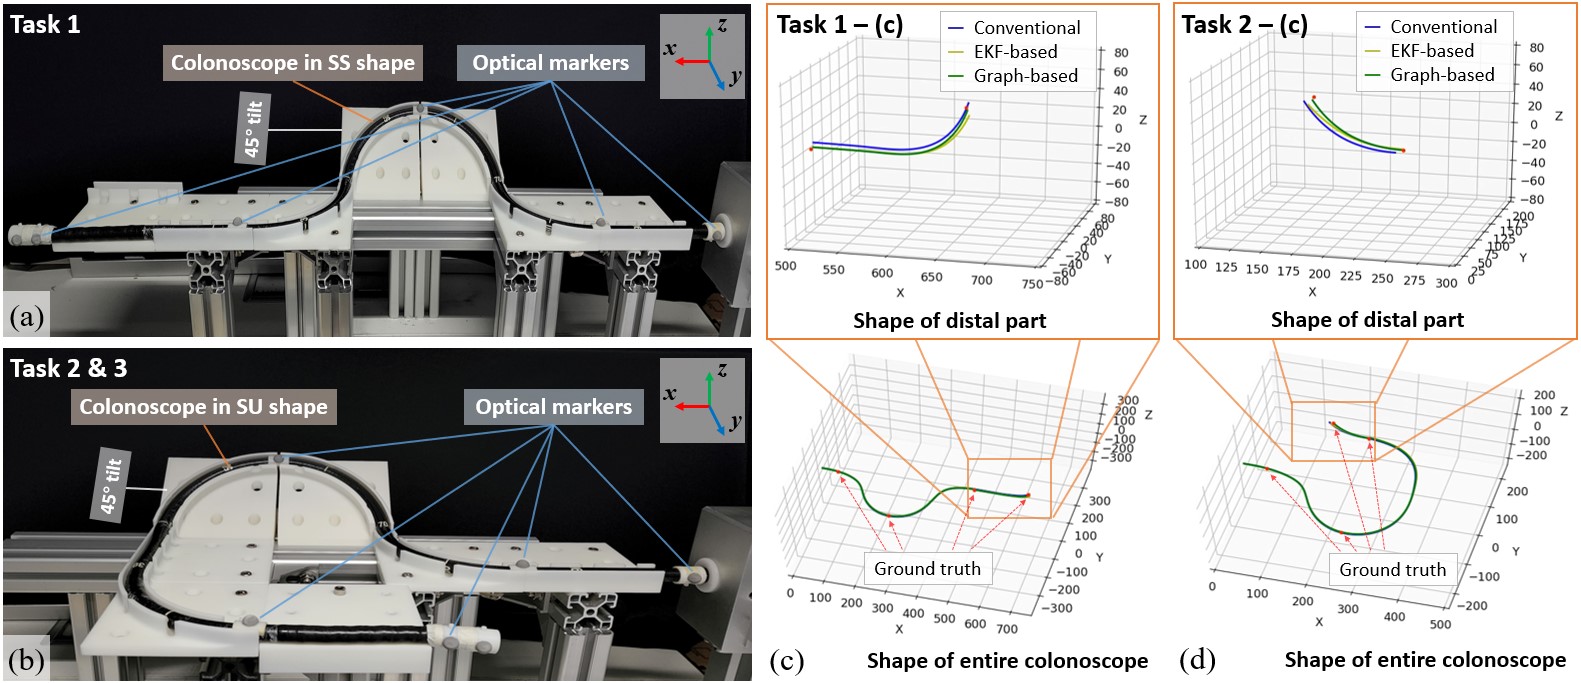 Task 1
Colonoscope in SS shape
Optical markers
x
z
y
45° tilt
(a)
Task 2 & 3
Colonoscope in SU shape
Optical markers
x
z
y
45° tilt
(b)
Task 1 – (c)
Conventional
EKF-based
Graph-based
80
60
40
20
0
−20
−40
−60
−80
Z
80
60
40
20
0
−20
−40
−60
−80
Y
500 550 600 650 700 750
X
Shape of distal part
300
200
100
0
−100
−200
−300
Z
300
200
100
0
−100
−200
−300
Y
Ground truth
0 100 200 300 400 500 600 700
X
(c)
Shape of entire colonoscope
Task 2 – (c)
Conventional
EKF-based
Graph-based
80
60
40
20
0
−20
−40
−60
−80
Z
200
175
150
125
100
75
50
25
0
Y
100 125 150 175 200 225 250 275 300
X
Shape of distal part
200
100
0
−100
−200
Z
200
100
0
−100
−200
Y
Ground truth
0 100 200 300 400 500
X
(d)
Shape of entire colonoscope